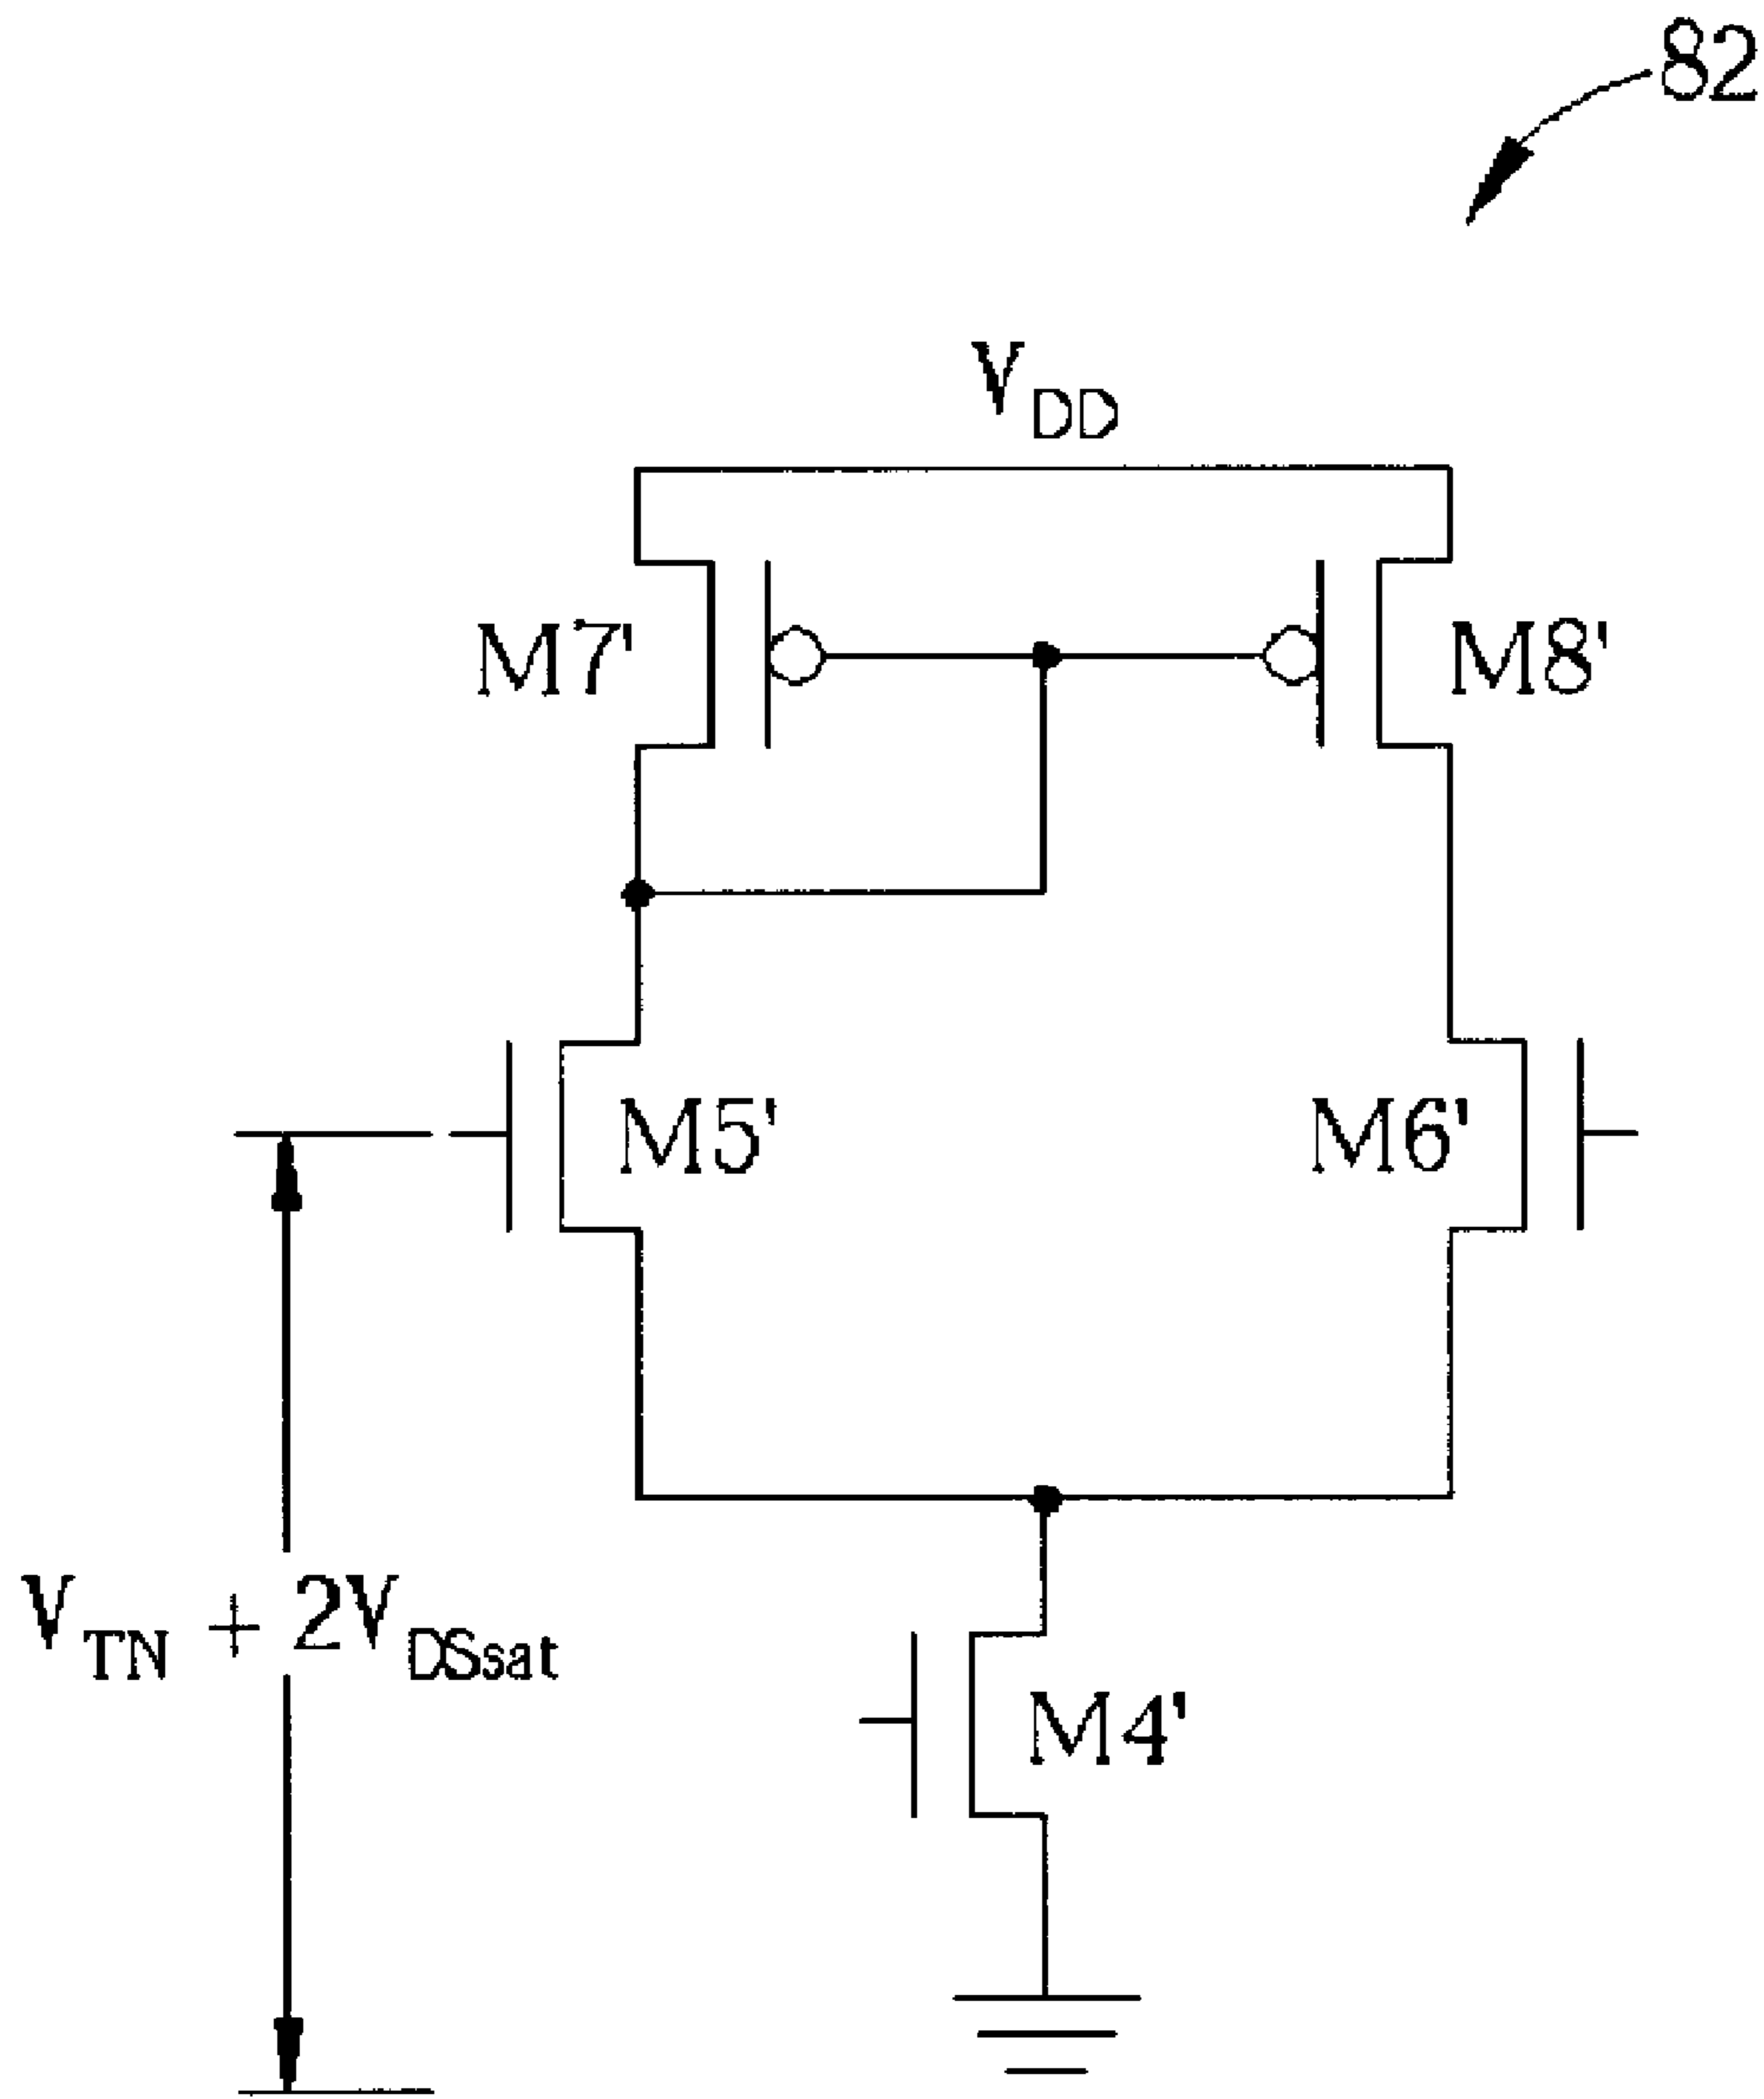 82
VDD
M7'
M8'
M5'
M6'
VTN + 2VDSsat
M4'